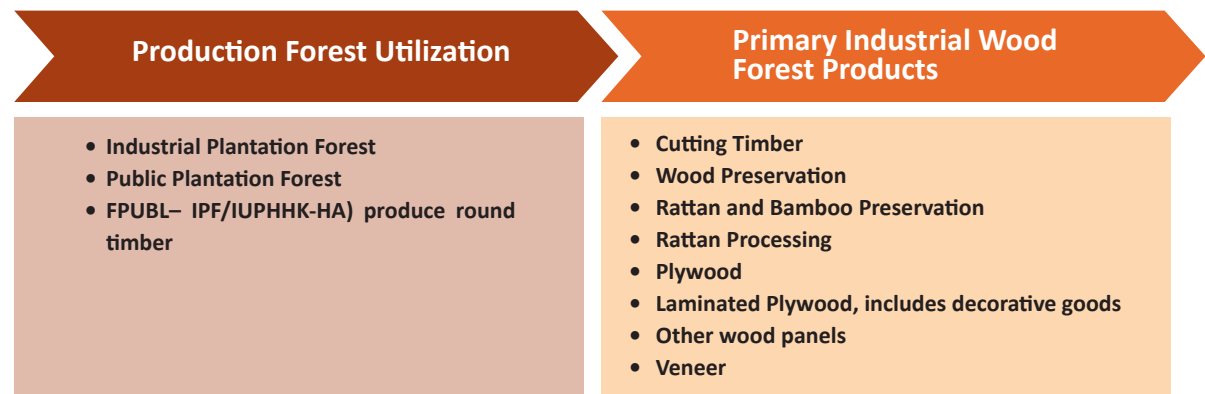 Production Forest Utilization
Primary Industrial Wood
Forest Products
• Industrial Plantation Forest
• Public Plantation Forest
• FPUBL– IPF/IUPHHK-HA) produce round
timber
• Cutting Timber
• Wood Preservation
• Rattan and Bamboo Preservation
• Rattan Processing
• Plywood
• Laminated Plywood, includes decorative goods
• Other wood panels
• Veneer